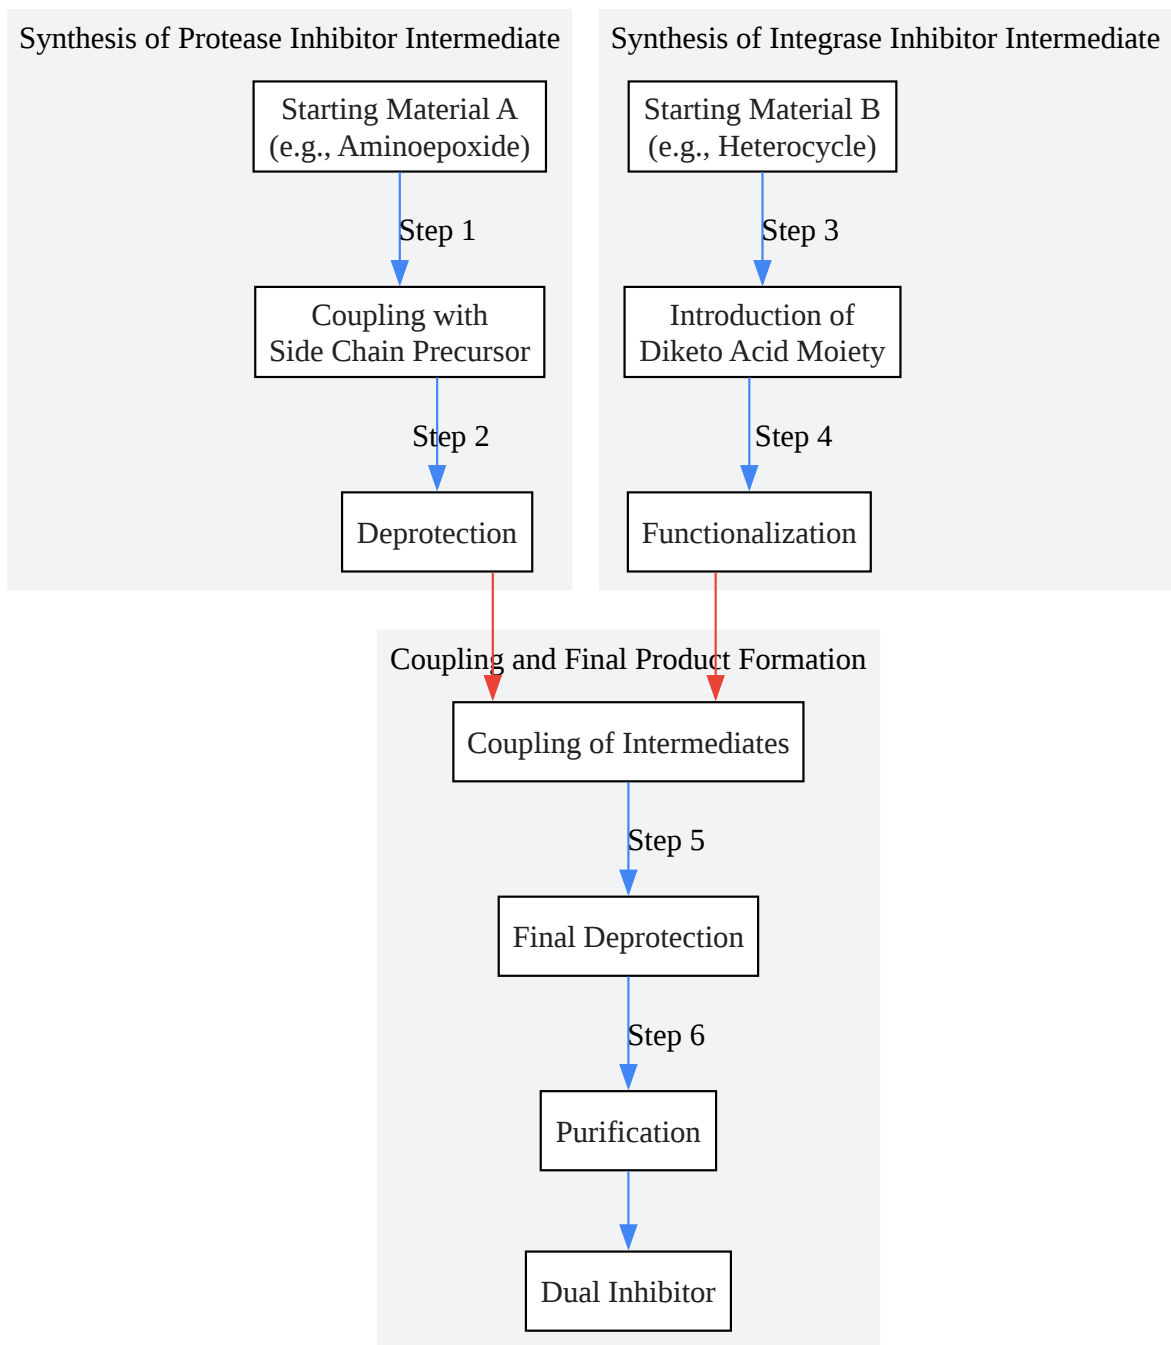 Synthesis of Protease Inhibitor Intermediate
Starting Material A
(e.g., Aminoepoxide)
Step 1
Coupling with
Side Chain Precursor
Step 2
Deprotection
Synthesis of Integrase Inhibitor Intermediate
Starting Material B
(e.g., Heterocycle)
Step 3
Introduction of
Diketo Acid Moiety
Step 4
Functionalization
Coupling and Final Product Formation
Coupling of Intermediates
Step 5
Final Deprotection
Step 6
Purification
Dual Inhibitor